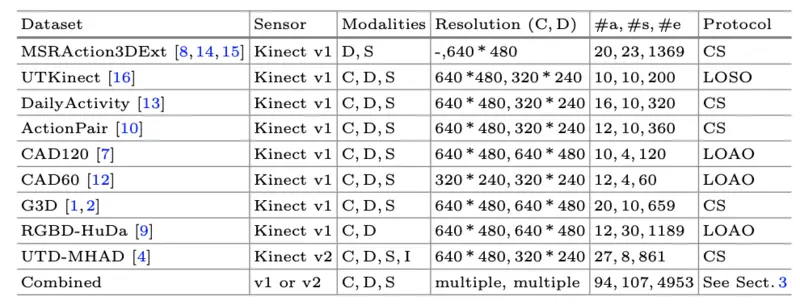 Dataset Sensor Modalities Resolution (C, D) #a, #s, #e Protocol
MSRAction3DExt [8,14,15] Kinect v1 D, S -,640 * 480 20, 23, 1369 CS
UTKinect [16] Kinect v1 C, D, S 640 *480, 320 * 240 10, 10, 200 LOSO
DailyActivity [13] Kinect v1 C, D, S 640 * 480, 320 * 240 16, 10, 320 CS
ActionPair [10] Kinect v1 C, D, S 640 * 480, 320 * 240 12, 10, 360 CS
CAD120 [7] Kinect v1 C, D, S 640 * 480, 640 * 480 10, 4, 120 LOAO
CAD60 [12] Kinect v1 C, D, S 320 * 240, 320 * 240 12, 4, 60 LOAO
G3D [1,2] Kinect v1 C, D, S 640 * 480, 640 * 480 20, 10, 659 CS
RGBD-HuDa [9] Kinect v1 C, D 640 * 480, 640 * 480 12, 30, 1189 LOAO
UTD-MHAD [4] Kinect v2 C, D, S, I 640 * 480, 320 * 240 27, 8, 861 CS
Combined v1 or v2 C, D, S multiple, multiple 94, 107, 4953 See Sect. 3